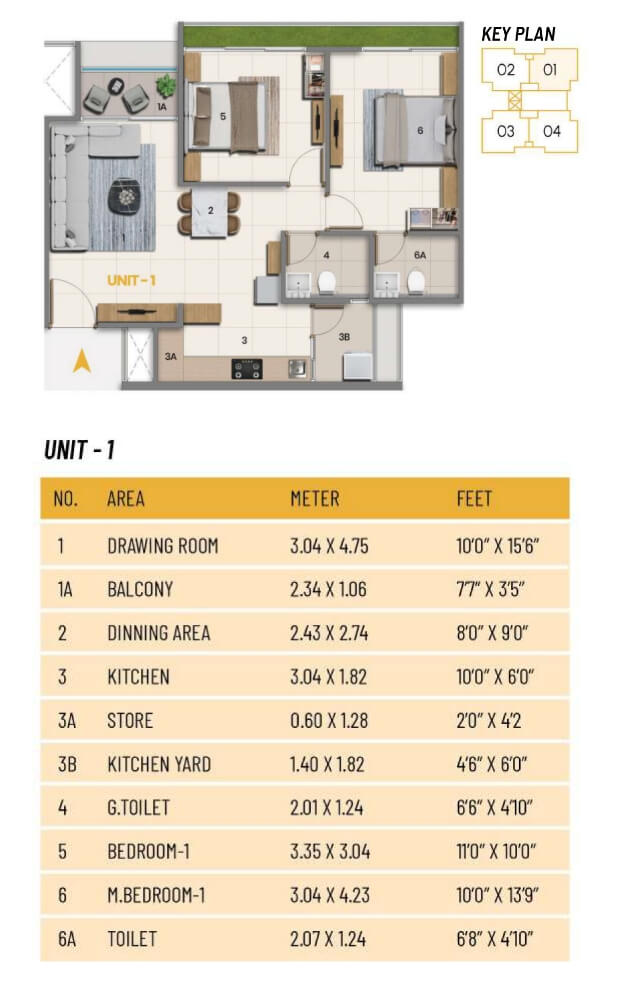 KEY PLAN
02 01
03 04
1A
5
6
2
1
4
6A
UNIT-1
3
3A
3B
UNIT - 1
NO. AREA METER FEET
1 DRAWING ROOM 3.04 X 4.75 10'0" X 15'6"
1A BALCONY 2.34 X 1.06 7'7" X 3'5"
2 DINNING AREA 2.43 X 2.74 8'0" X 9'0"
3 KITCHEN 3.04 X 1.82 10'0" X 6'0"
3A STORE 0.60 X 1.28 2'0" X 4'2
3B KITCHEN YARD 1.40 X 1.82 4'6" X 6'0"
4 G.TOILET 2.01 X 1.24 6'6" X 4'10"
5 BEDROOM-1 3.35 X 3.04 11'0" X 10'0"
6 M.BEDROOM-1 3.04 X 4.23 10'0" X 13'9"
6A TOILET 2.07 X 1.24 6'8" X 4'10"